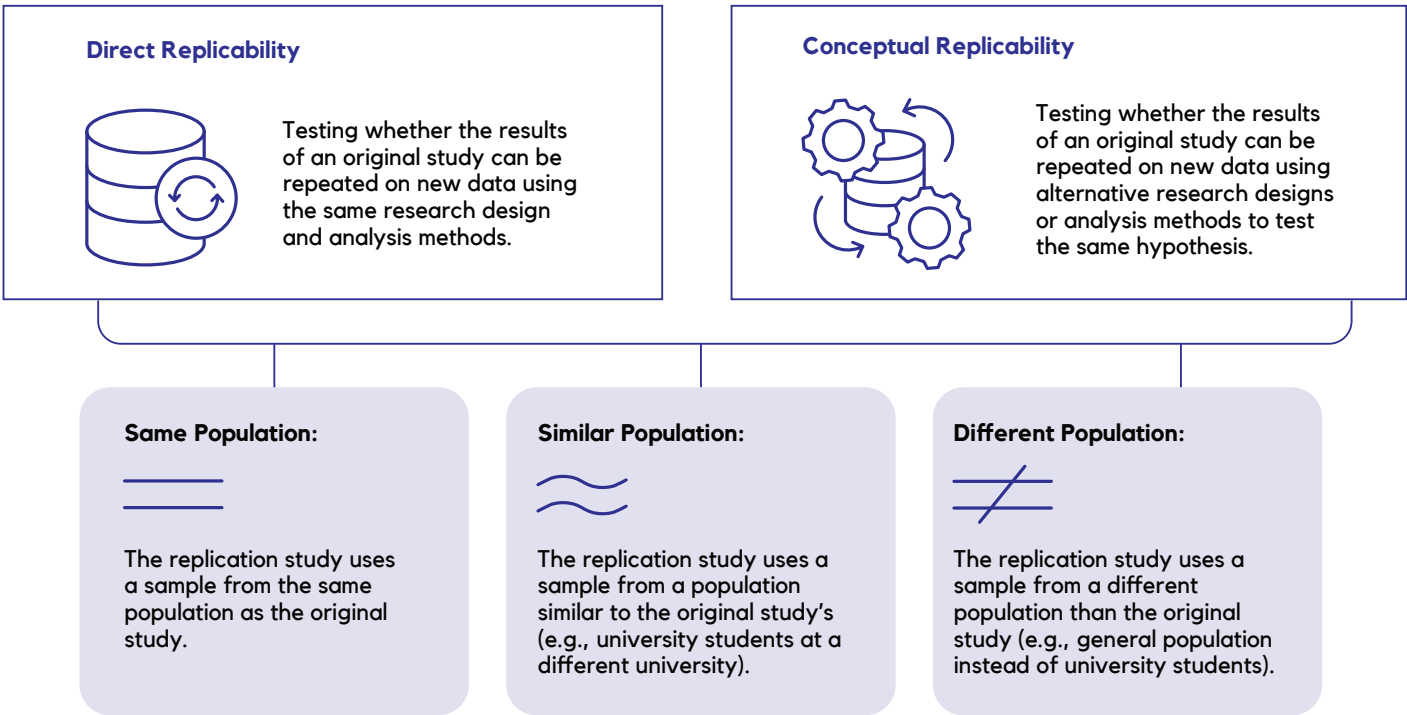 Direct Replicability
Testing whether the results
of an original study can be
repeated on new data using
the same research design
and analysis methods.
Conceptual Replicability
Testing whether the results
of an original study can be
repeated on new data using
alternative research designs
or analysis methods to test
the same hypothesis.
Same Population:
The replication study uses
a sample from the same
population as the original
study.
Similar Population:
The replication study uses a
sample from a population
similar to the original study’s
(e.g., university students at a
different university).
Different Population:
The replication study uses a
sample from a different
population than the original
study (e.g., general population
instead of university students).